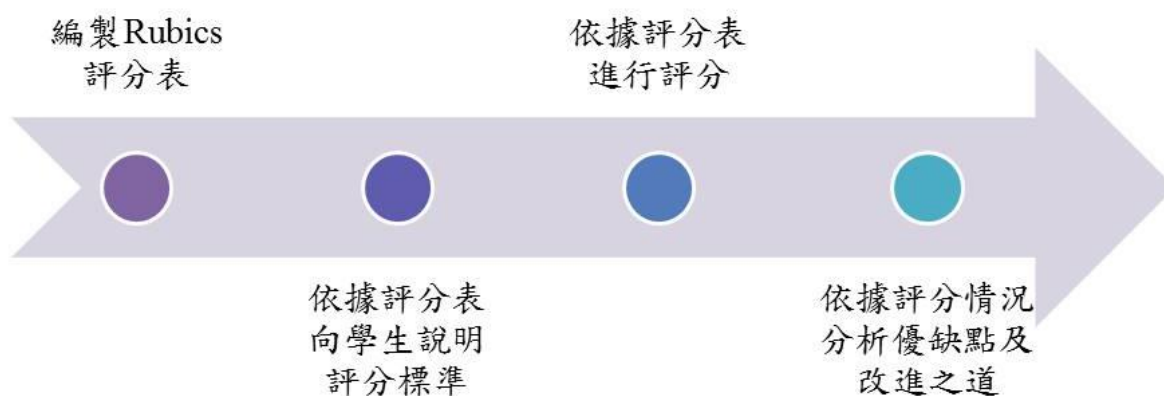 編製Rubics
評分表
依據評分表
向學生說明
評分標準
依據評分表
進行評分
依據評分情況
分析優缺點及
改進之道